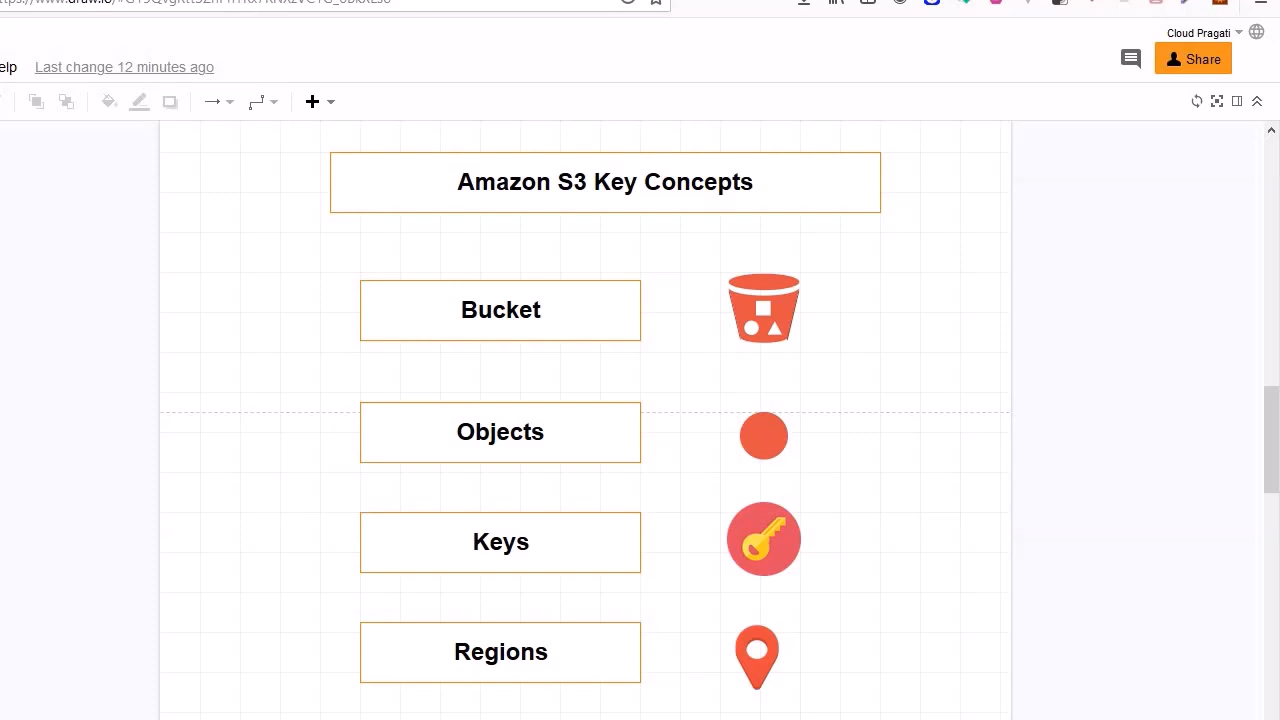 Cloud Pragati
elp Last change 12 minutes ago
Share
Amazon S3 Key Concepts
Bucket
Objects
Keys
Regions